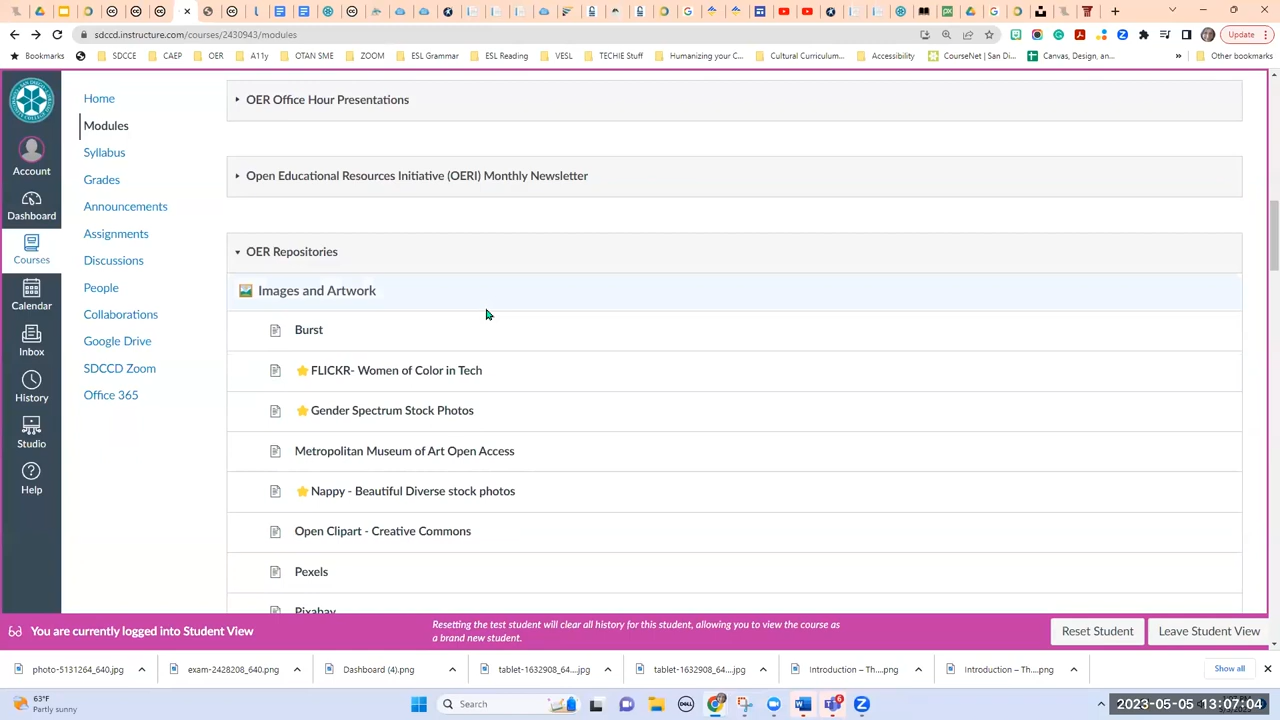 sdccd.instructure.com/courses/2430943/modules
Update
Bookmarks SDCCE CAEP OER A11y OTAN SME ZOOM ESL Grammar ESL Reading VESL TECHIE Stuff Humanizing your C... Cultural Curriculum... Accessibility CourseNet | San Di... Canvas, Design, an... » Other bookmarks
Account
Dashboard
Courses
Calendar
Inbox
History
Studio
Help
Home
Modules
Syllabus
Grades
Announcements
Assignments
Discussions
People
Collaborations
Google Drive
SDCCD Zoom
Office 365
OER Office Hour Presentations
Open Educational Resources Initiative (OERI) Monthly Newsletter
OER Repositories
Images and Artwork
Burst
FLICKR- Women of Color in Tech
Gender Spectrum Stock Photos
Metropolitan Museum of Art Open Access
Nappy - Beautiful Diverse stock photos
Open Clipart - Creative Commons
Pexels
Pixabay
You are currently logged into Student View
Resetting the test student will clear all history for this student, allowing you to view the course as
a brand new student.
Reset Student
Leave Student View
photo-5131264_640.jpg exam-2428208_640.png Dashboard (4).png tablet-1632908_64....jpg tablet-1632908_64....jpg Introduction – Th....png Introduction – Th....png Show all
63°F
Partly sunny
Search
6
2023-05-05 13:07:04